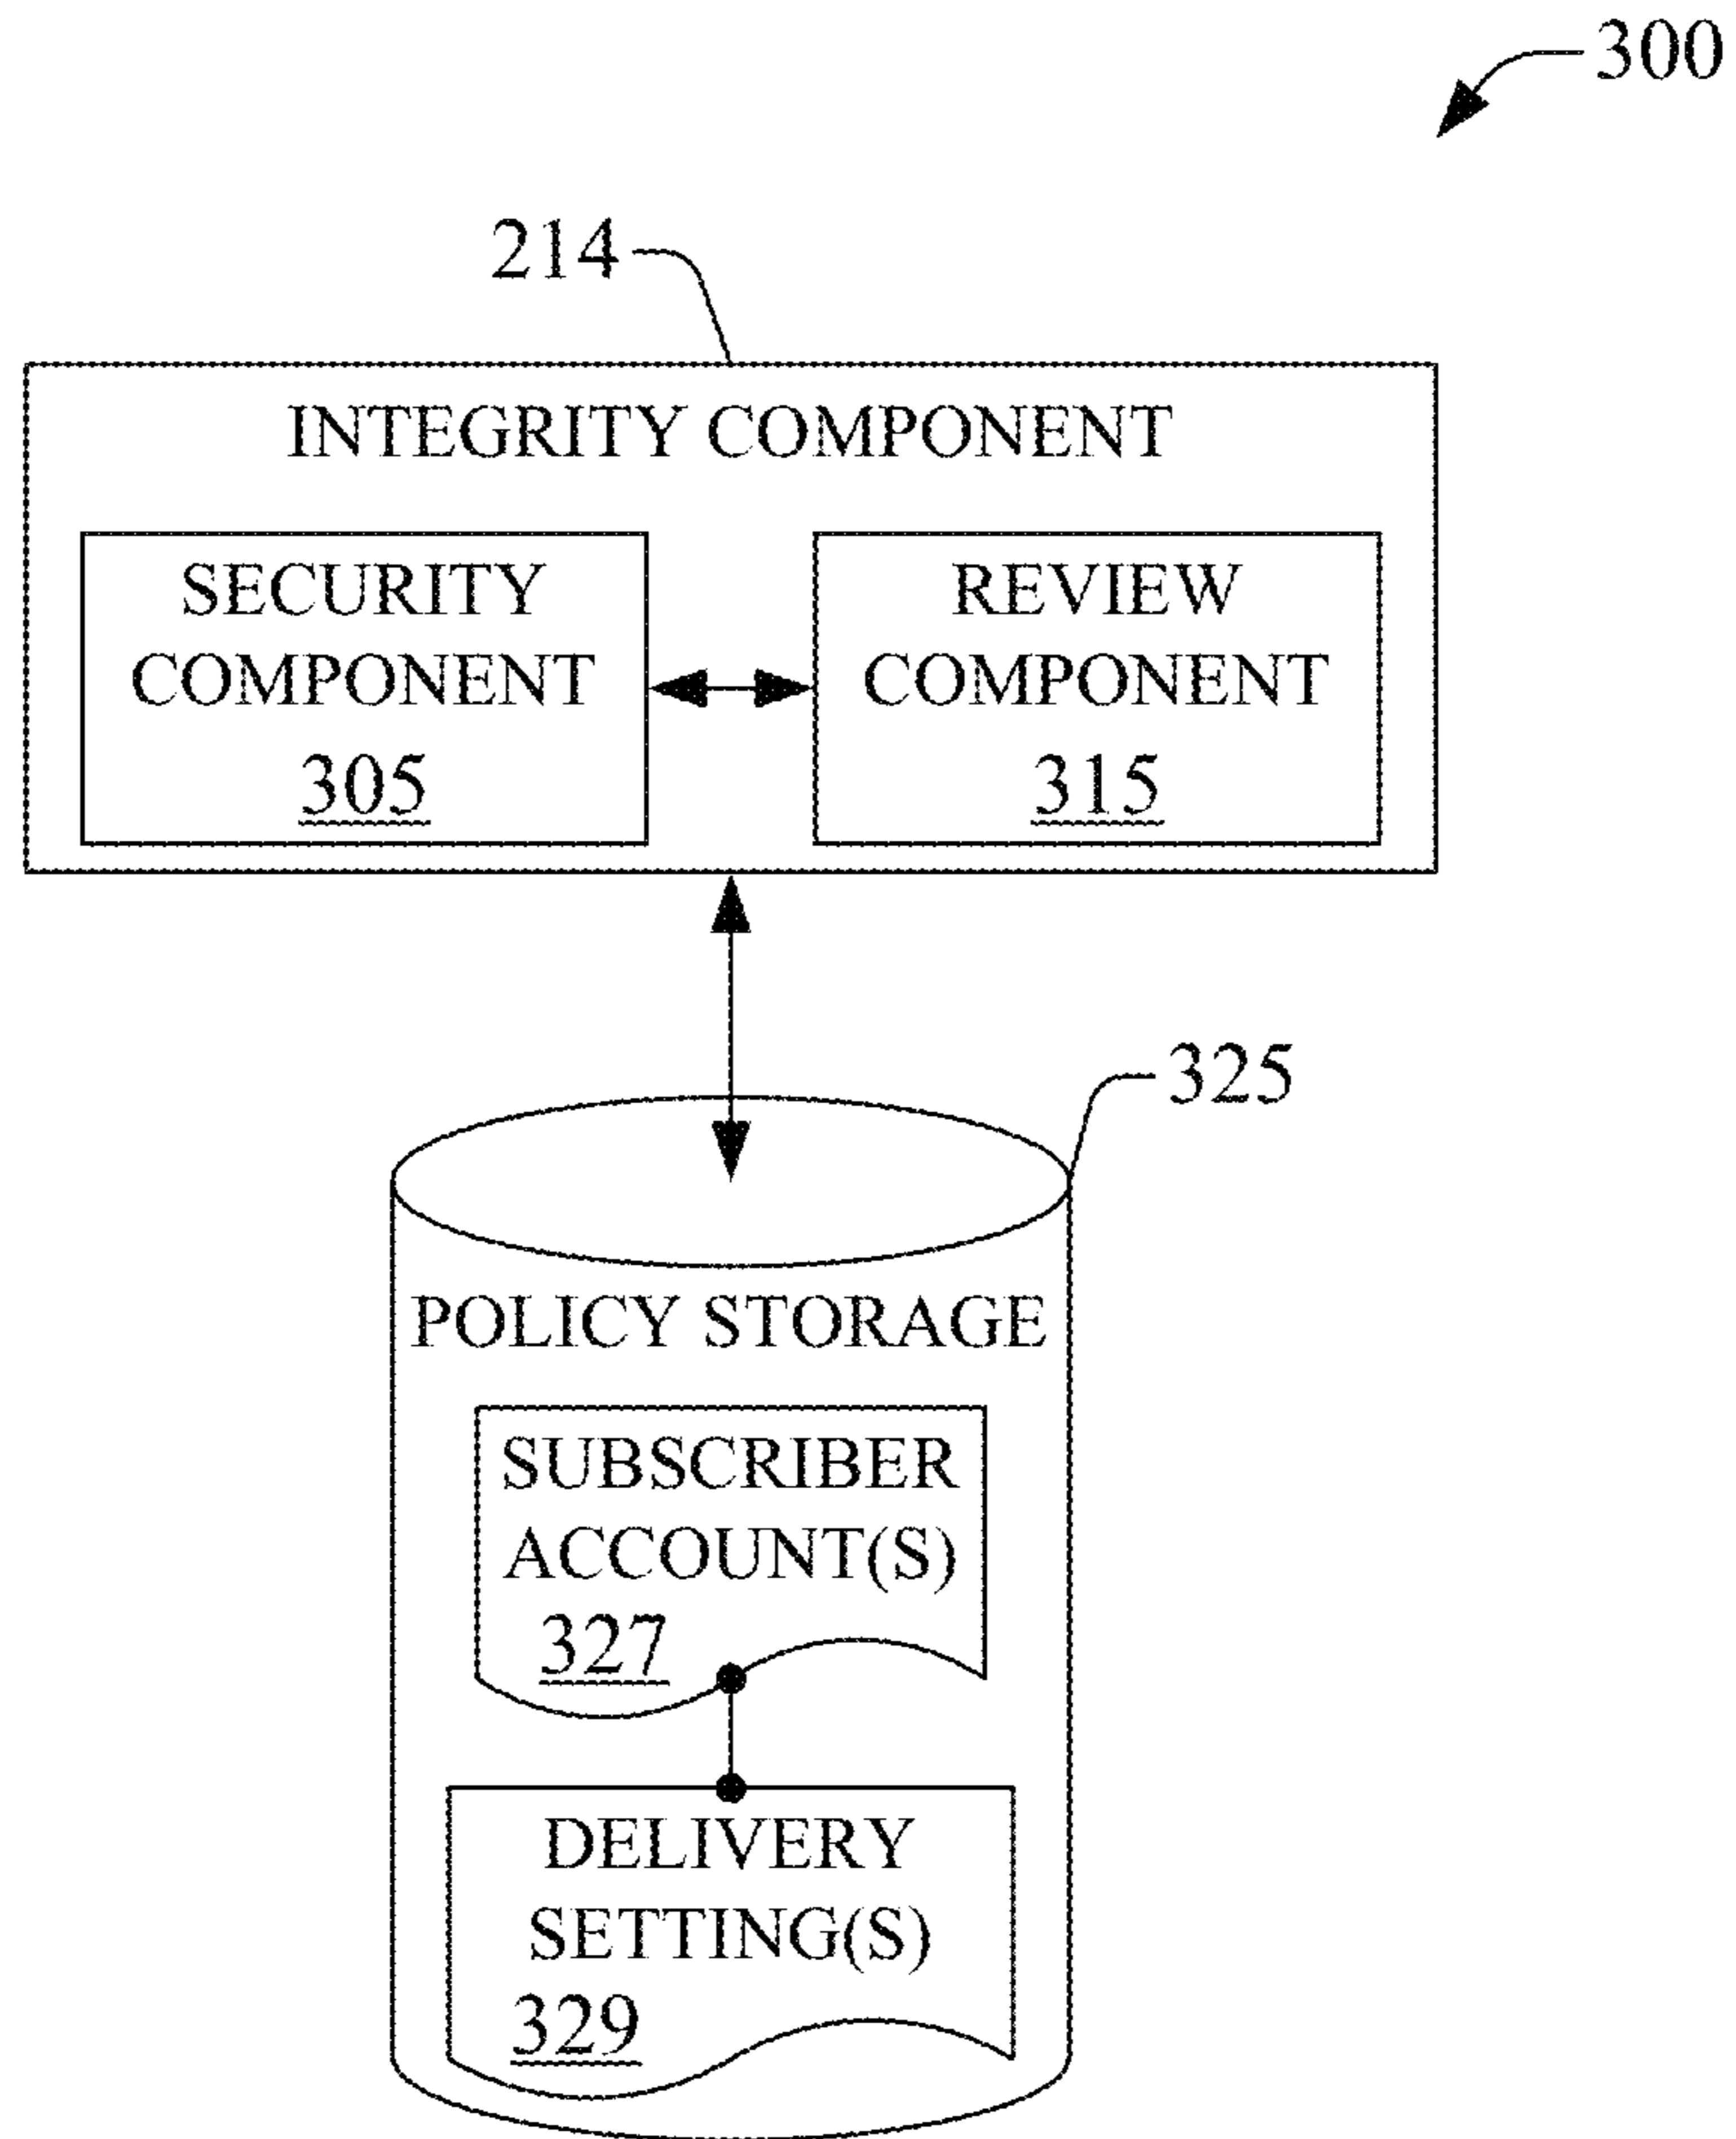 300
214
INTEGRITY COMPONENT
SECURITY
COMPONENT
305
REVIEW
COMPONENT
315
325
POLICY STORAGE
SUBSCRIBER
ACCOUNT(S)
327
DELIVERY
SETTING(S)
329